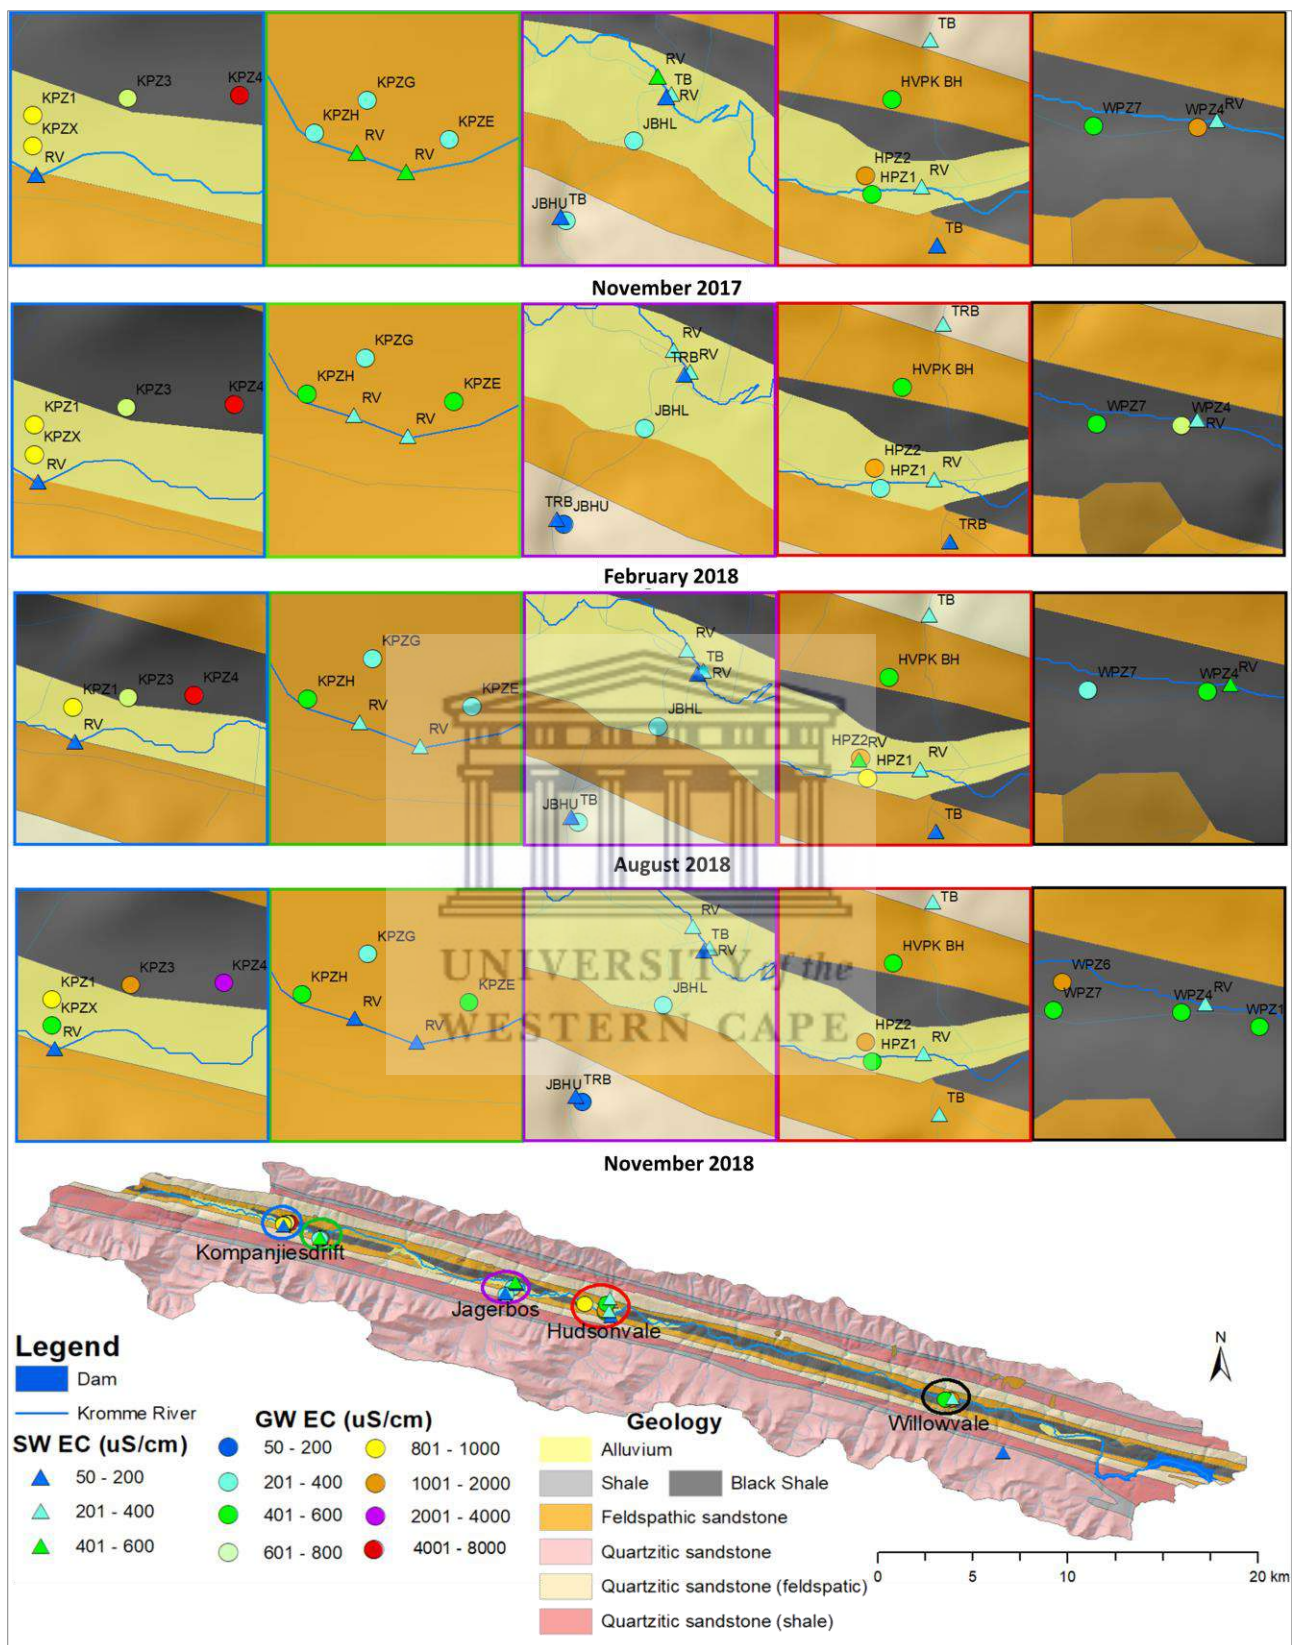 KPZ3
KPZ4
KPZ1
KPZX
RV
KPZG
KPZH
RV
KPZE
RV
RV
TB
RV
JBHL
JBHU TB
TB
HVPK BH
HPZ2
HPZ1
RV
TB
WPZ7
WPZ4
RV
November 2017
KPZ3
KPZ4
KPZ1
KPZX
RV
KPZG
KPZH
KPZE
RV
RV
RV
TRB
RV
JBHL
TRB
JBHU
TRB
HVPK BH
HPZ2
HPZ1
RV
TRB
WPZ7
WPZ4
RV
February 2018
KPZ1
KPZ3
KPZ4
RV
KPZG
KPZH
KPZE
RV
RV
RV
TB
RV
JBHL
JBHU TB
TB
HVPK BH
HPZ2
RV
HPZ1
RV
TB
WPZ7
WPZ4
RV
August 2018
KPZ1
KPZ3
KPZ4
KPZX
RV
KPZG
KPZH
KPZE
RV
RV
RV
TB
RV
JBHL
JBHU TRB
TB
HVPK BH
HPZ2
HPZ1
RV
TB
WPZ6
WPZ7
WPZ4
RV
WPZ1
UNIVERSITY of the
WESTERN CAPE
November 2018
Kompanjiesdrift
Jagerbos
Hudsonvale
Willowvale
N
Legend
Dam
Kromme River
SW EC (uS/cm)
50 - 200
201 - 400
401 - 600
GW EC (uS/cm)
50 - 200
201 - 400
401 - 600
601 - 800
801 - 1000
1001 - 2000
2001 - 4000
4001 - 8000
Geology
Alluvium
Shale
Black Shale
Feldspathic sandstone
Quartzitic sandstone
Quartzitic sandstone (feldspatic)
Quartzitic sandstone (shale)
0 5 10 20 km